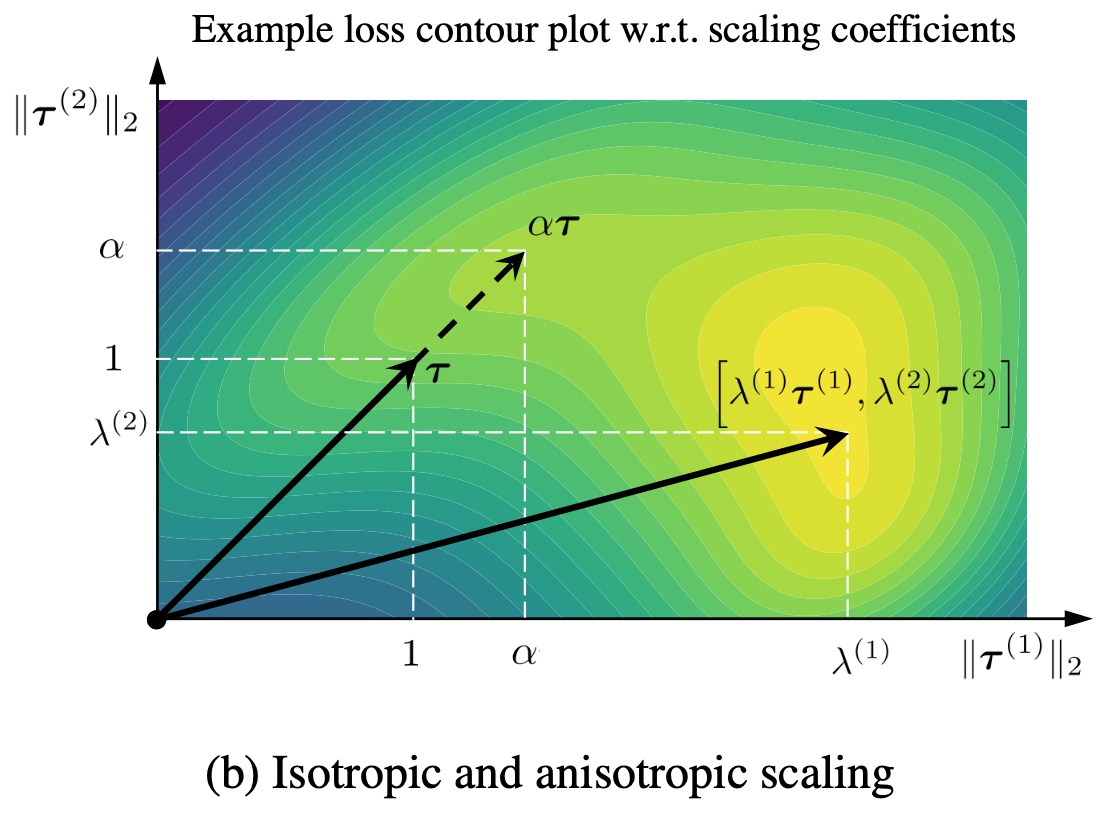 Example loss contour plot w.r.t. scaling coefficients
‖τ⁽²⁾‖₂
α
ατ
1
τ
[λ⁽¹⁾τ⁽¹⁾, λ⁽²⁾τ⁽²⁾]
λ⁽²⁾
1
α
λ⁽¹⁾
‖τ⁽¹⁾‖₂
(b) Isotropic and anisotropic scaling